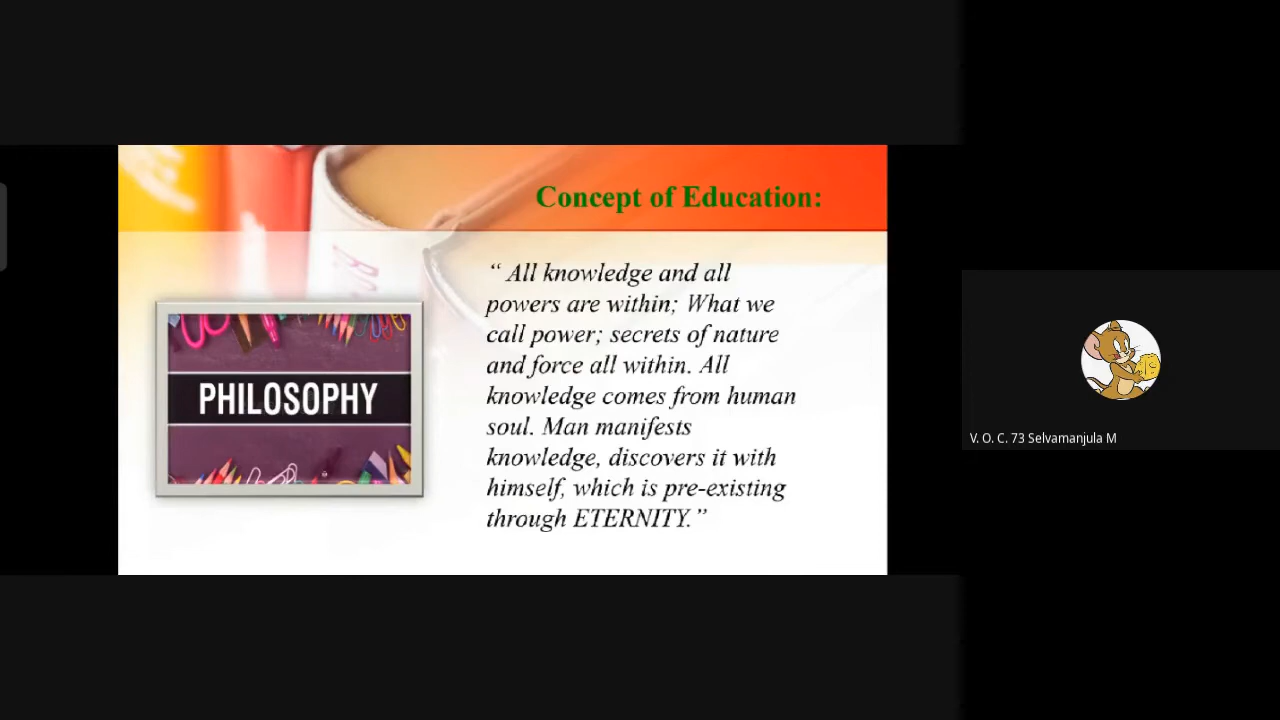 Concept of Education:
“ All knowledge and all
powers are within; What we
call power; secrets of nature
and force all within. All
knowledge comes from human
soul. Man manifests
knowledge, discovers it with
himself, which is pre-existing
through ETERNITY.”
PHILOSOPHY
V. O. C. 73 Selvamanjula M